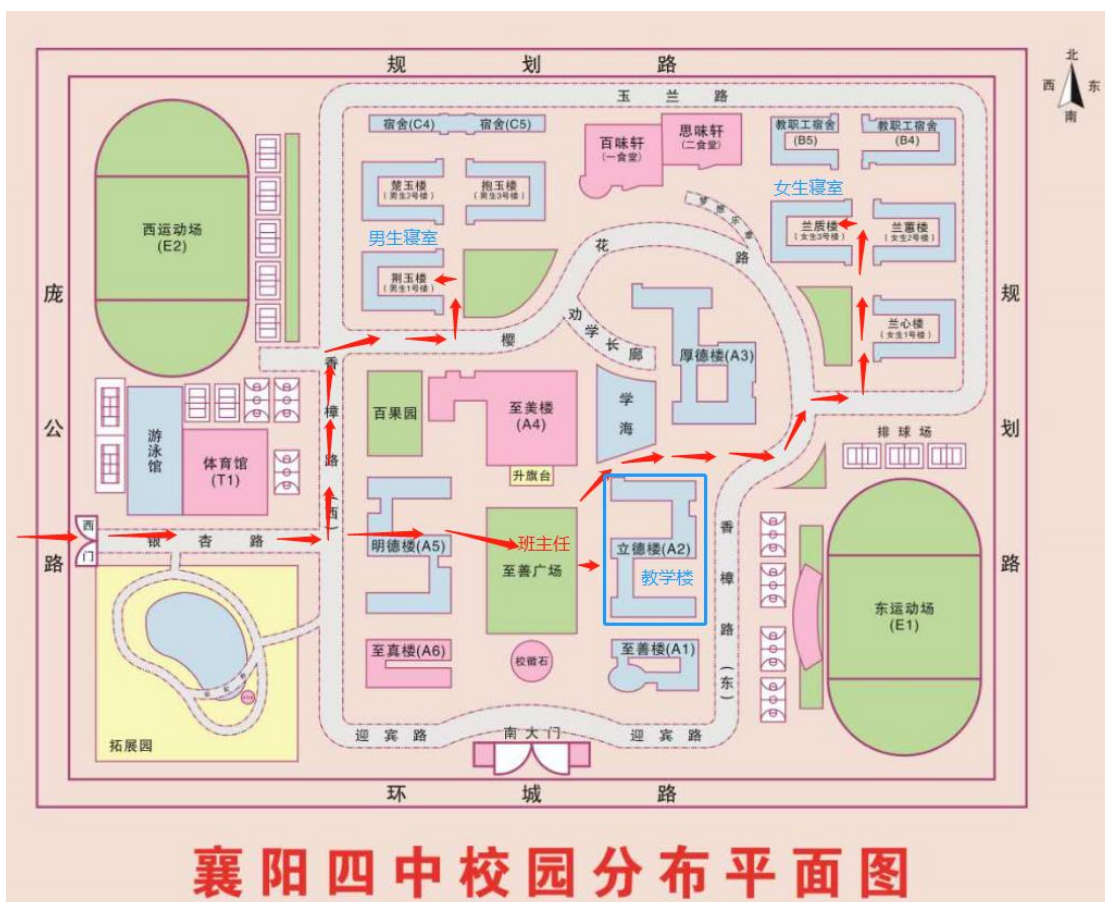 规划路
北
西 东
南
玉兰路
宿舍(C4) 宿舍(C5)
百味轩
(一食堂)
思味轩
(二食堂)
教职工宿舍
(B5)
教职工宿舍
(B4)
楚玉楼
(男生2号楼)
抱玉楼
(男生3号楼)
女生寝室
西运动场
(E2)
男生寝室
兰质楼
(女生3号楼)
兰蕙楼
(女生2号楼)
荆玉楼
(男生1号楼)
樱花路
劝学长廊
兰心楼
(女生1号楼)
厚德楼(A3)
庞公路
规划路
香樟路(西)
百果园
至美楼
(A4)
学海
游泳馆
体育馆
(T1)
升旗台
排球场
西门
银杏路
明德楼(A5)
班主任
至善广场
立德楼(A2)
教学楼
香樟路(东)
东运动场
(E1)
至真楼(A6)
校徽石
至善楼(A1)
拓展园
迎宾路
南大门
迎宾路
环城路
襄阳四中校园分布平面图